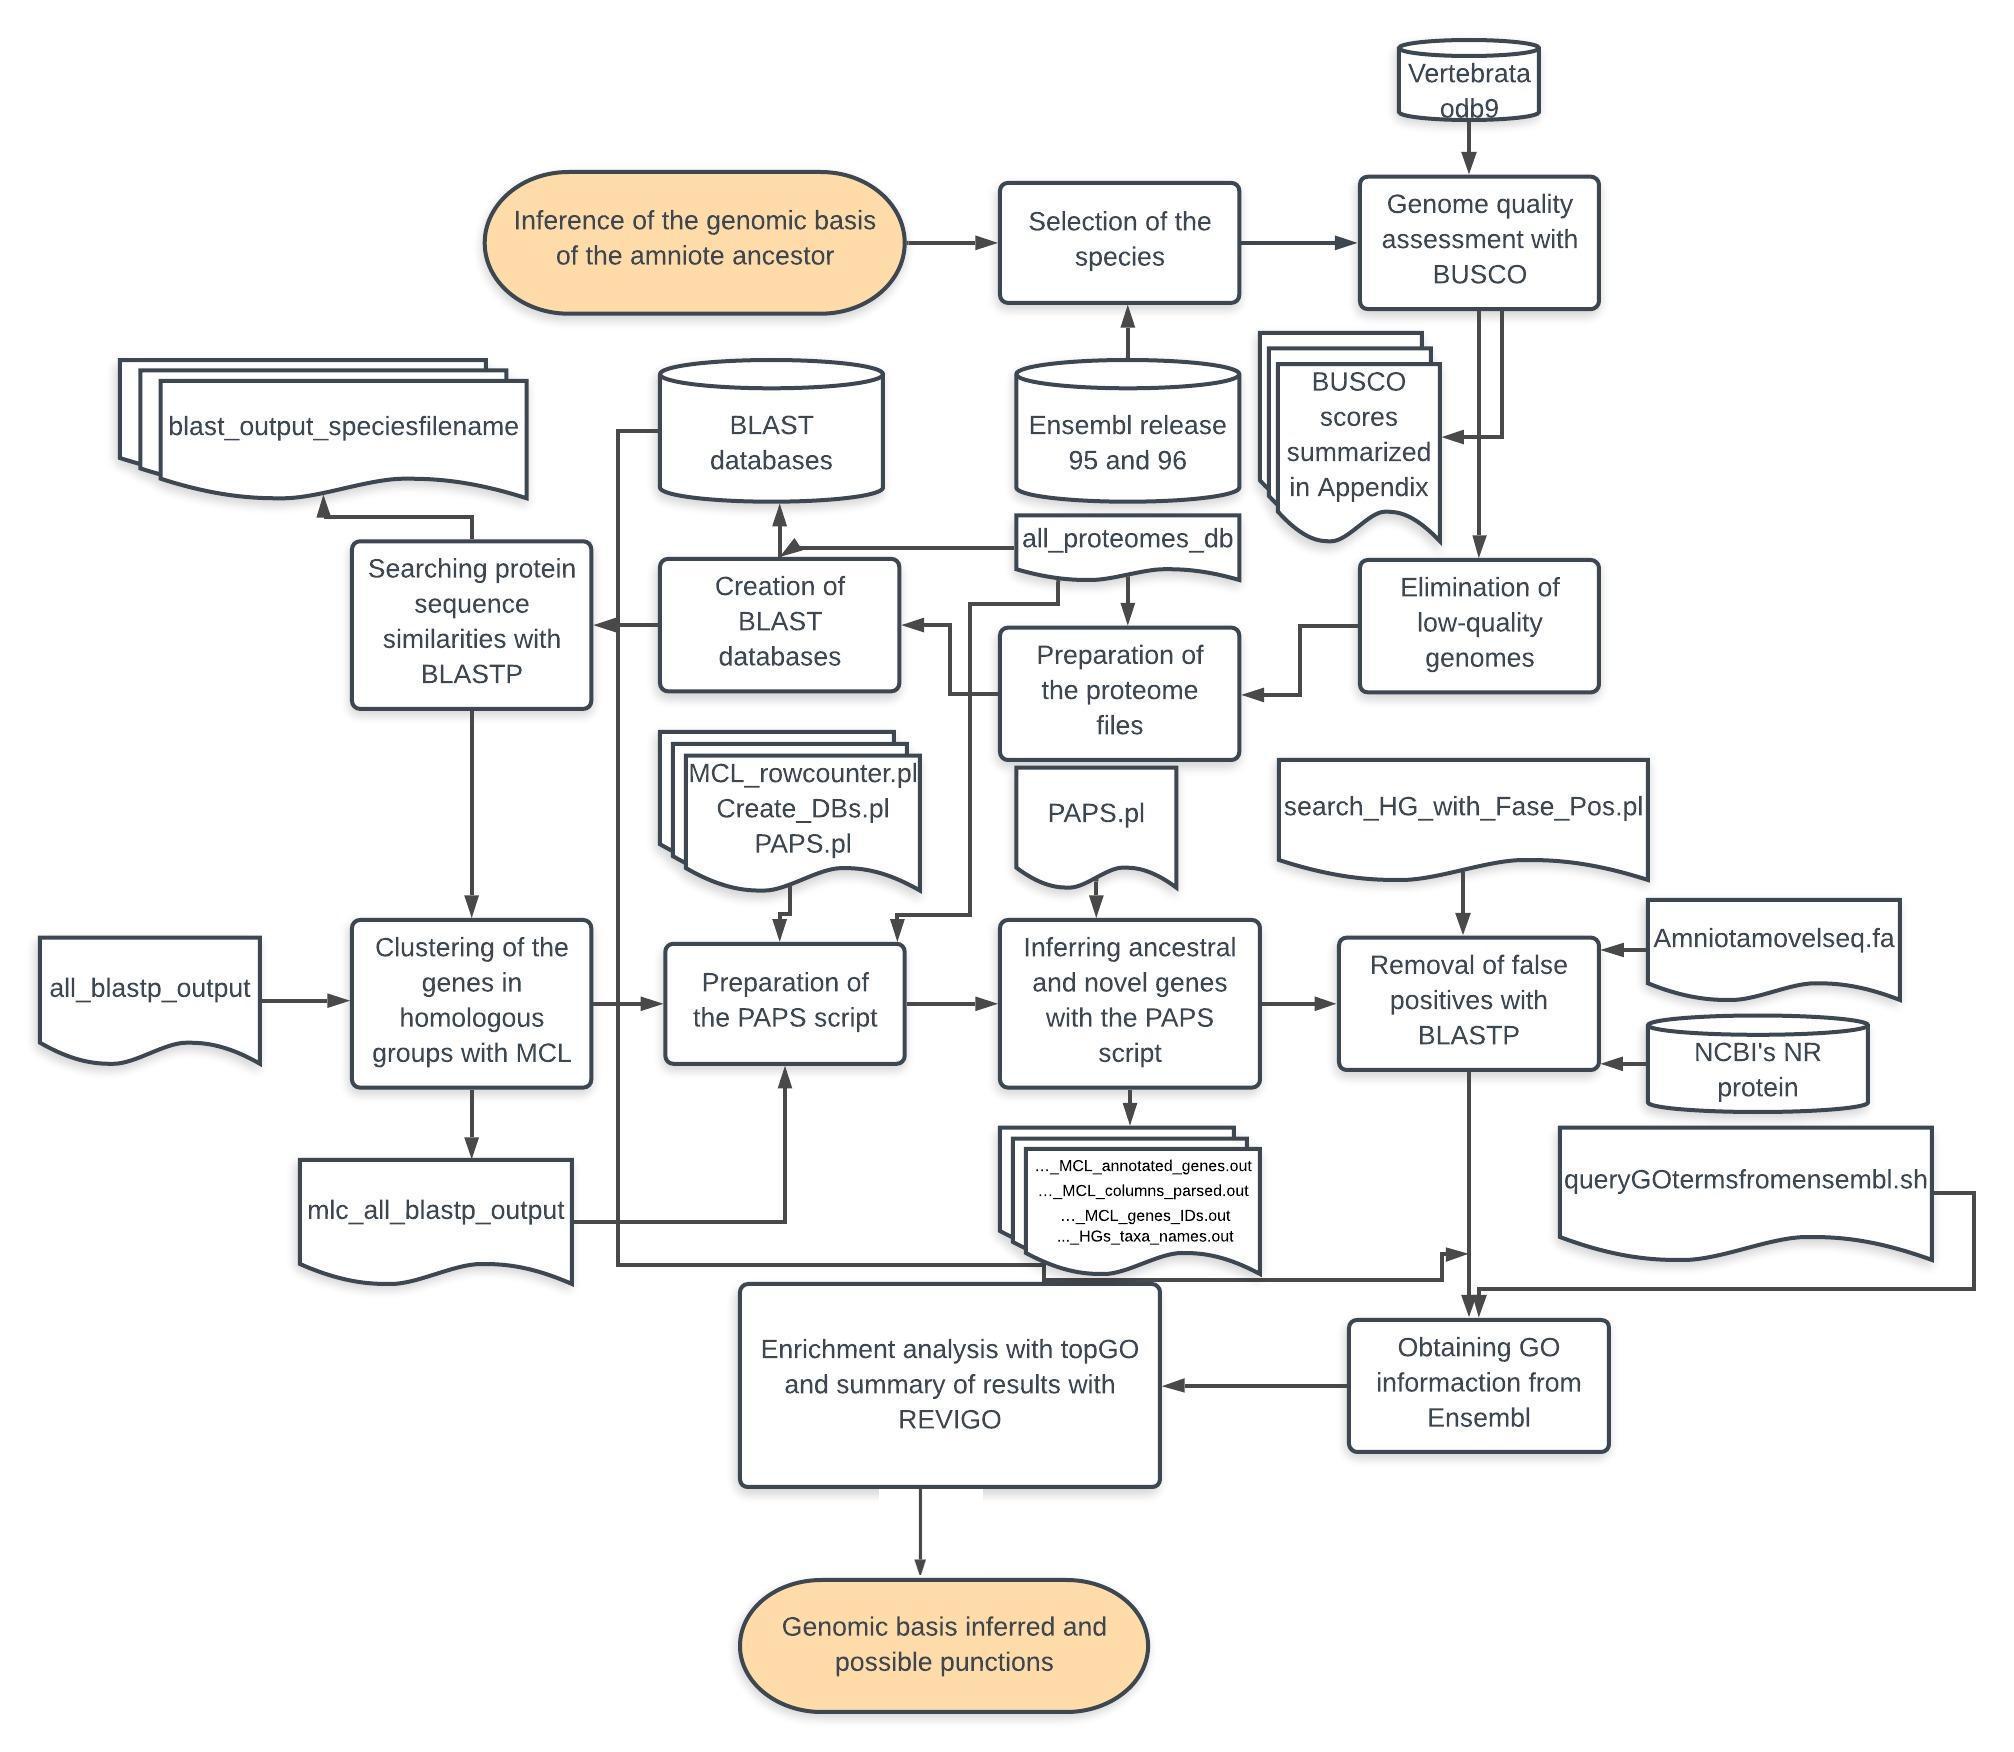 Vertebrata
odb9
Inference of the genomic basis
of the amniote ancestor
Selection of the
species
Genome quality
assessment with
BUSCO
blast_output_speciesfilename
BLAST
databases
Ensembl release
95 and 96
BUSCO
scores
summarized
in Appendix
all_proteomes_db
Searching protein
sequence
similarities with
BLASTP
Creation of
BLAST
databases
Preparation of
the proteome
files
Elimination of
low-quality
genomes
MCL_rowcounter.pl
Create_DBs.pl
PAPS.pl
PAPS.pl
search_HG_with_Fase_Pos.pl
all_blastp_output
Clustering of the
genes in
homologous
groups with MCL
Preparation of
the PAPS script
Inferring ancestral
and novel genes
with the PAPS
script
Removal of false
positives with
BLASTP
Amniotamovelseq.fa
NCBI's NR
protein
mlc_all_blastp_output
..._MCL_annotated_genes.out
..._MCL_columns_parsed.out
..._MCL_genes_IDs.out
..._HGs_taxa_names.out
queryGOtermsfromensembl.sh
Enrichment analysis with topGO
and summary of results with
REVIGO
Obtaining GO
informaction from
Ensembl
Genomic basis inferred and
possible punctions